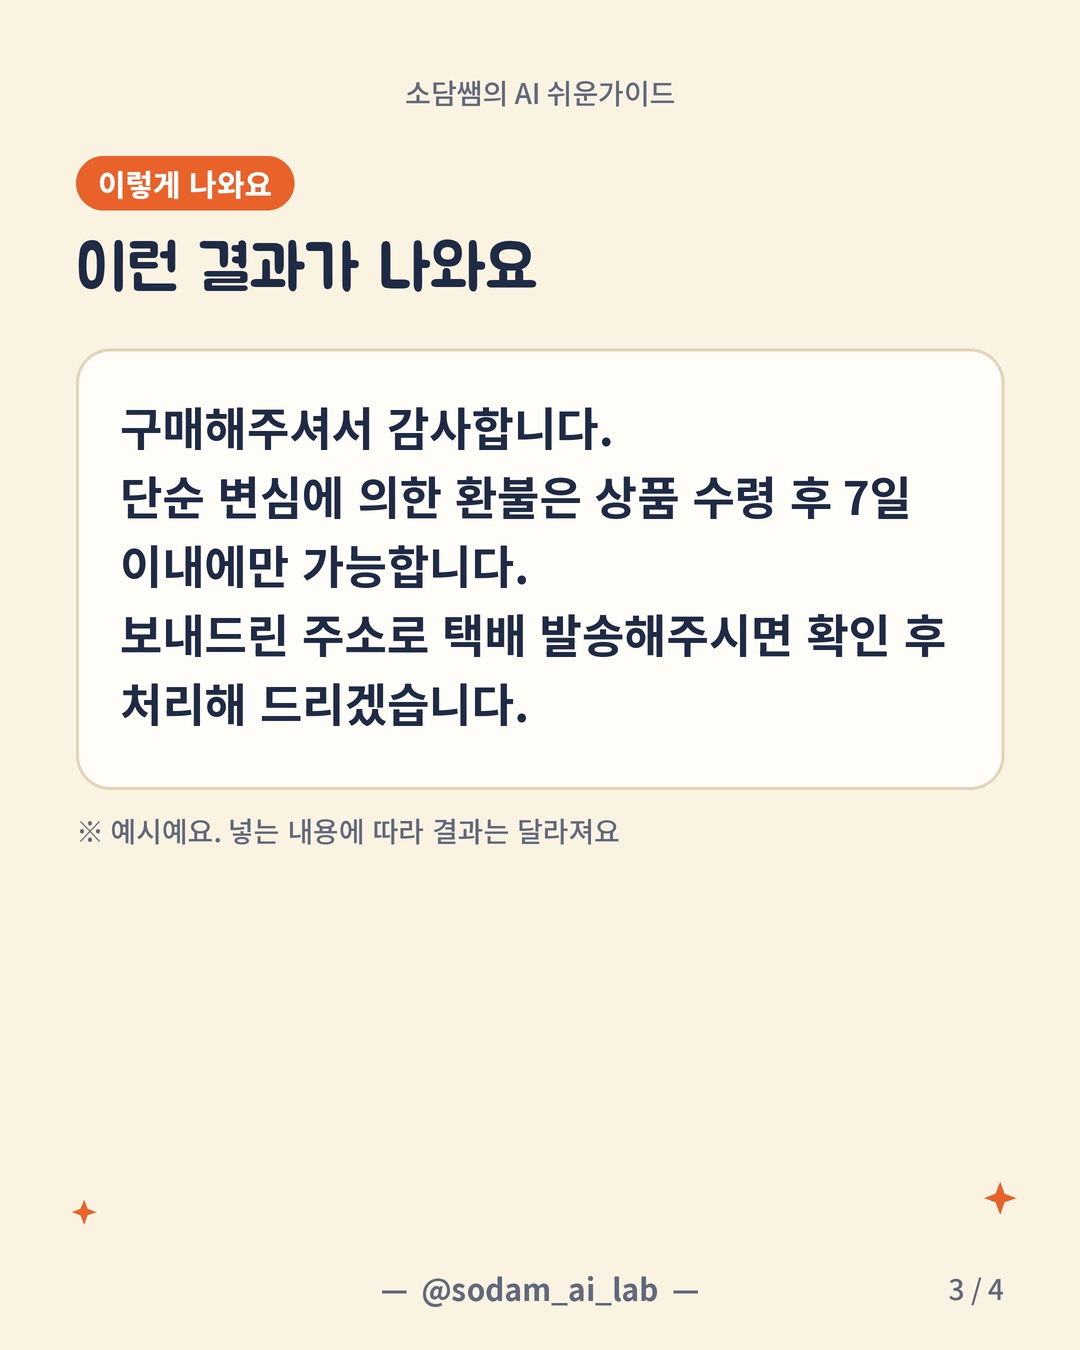 소담쌤의 AI 쉬운가이드
이렇게 나와요
이런 결과가 나와요
구매해주셔서 감사합니다.
단순 변심에 의한 환불은 상품 수령 후 7일
이내에만 가능합니다.
보내드린 주소로 택배 발송해주시면 확인 후
처리해 드리겠습니다.
※ 예시예요. 넣는 내용에 따라 결과는 달라져요
— @sodam_ai_lab —
3 / 4